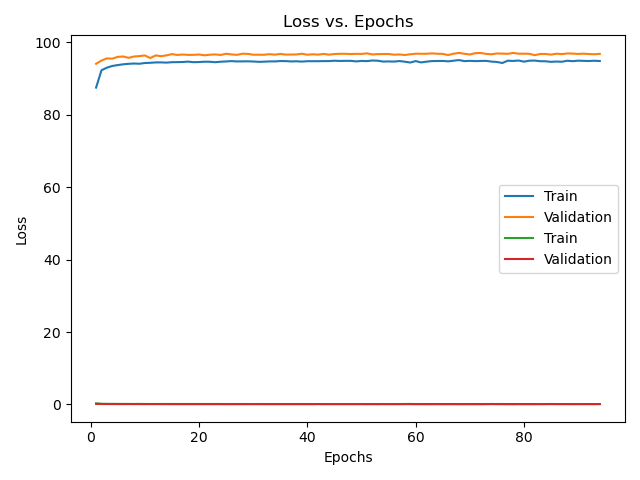 Loss vs. Epochs
100
80
60
40
20
0
Loss
Train
Validation
Train
Validation
0 20 40 60 80
Epochs